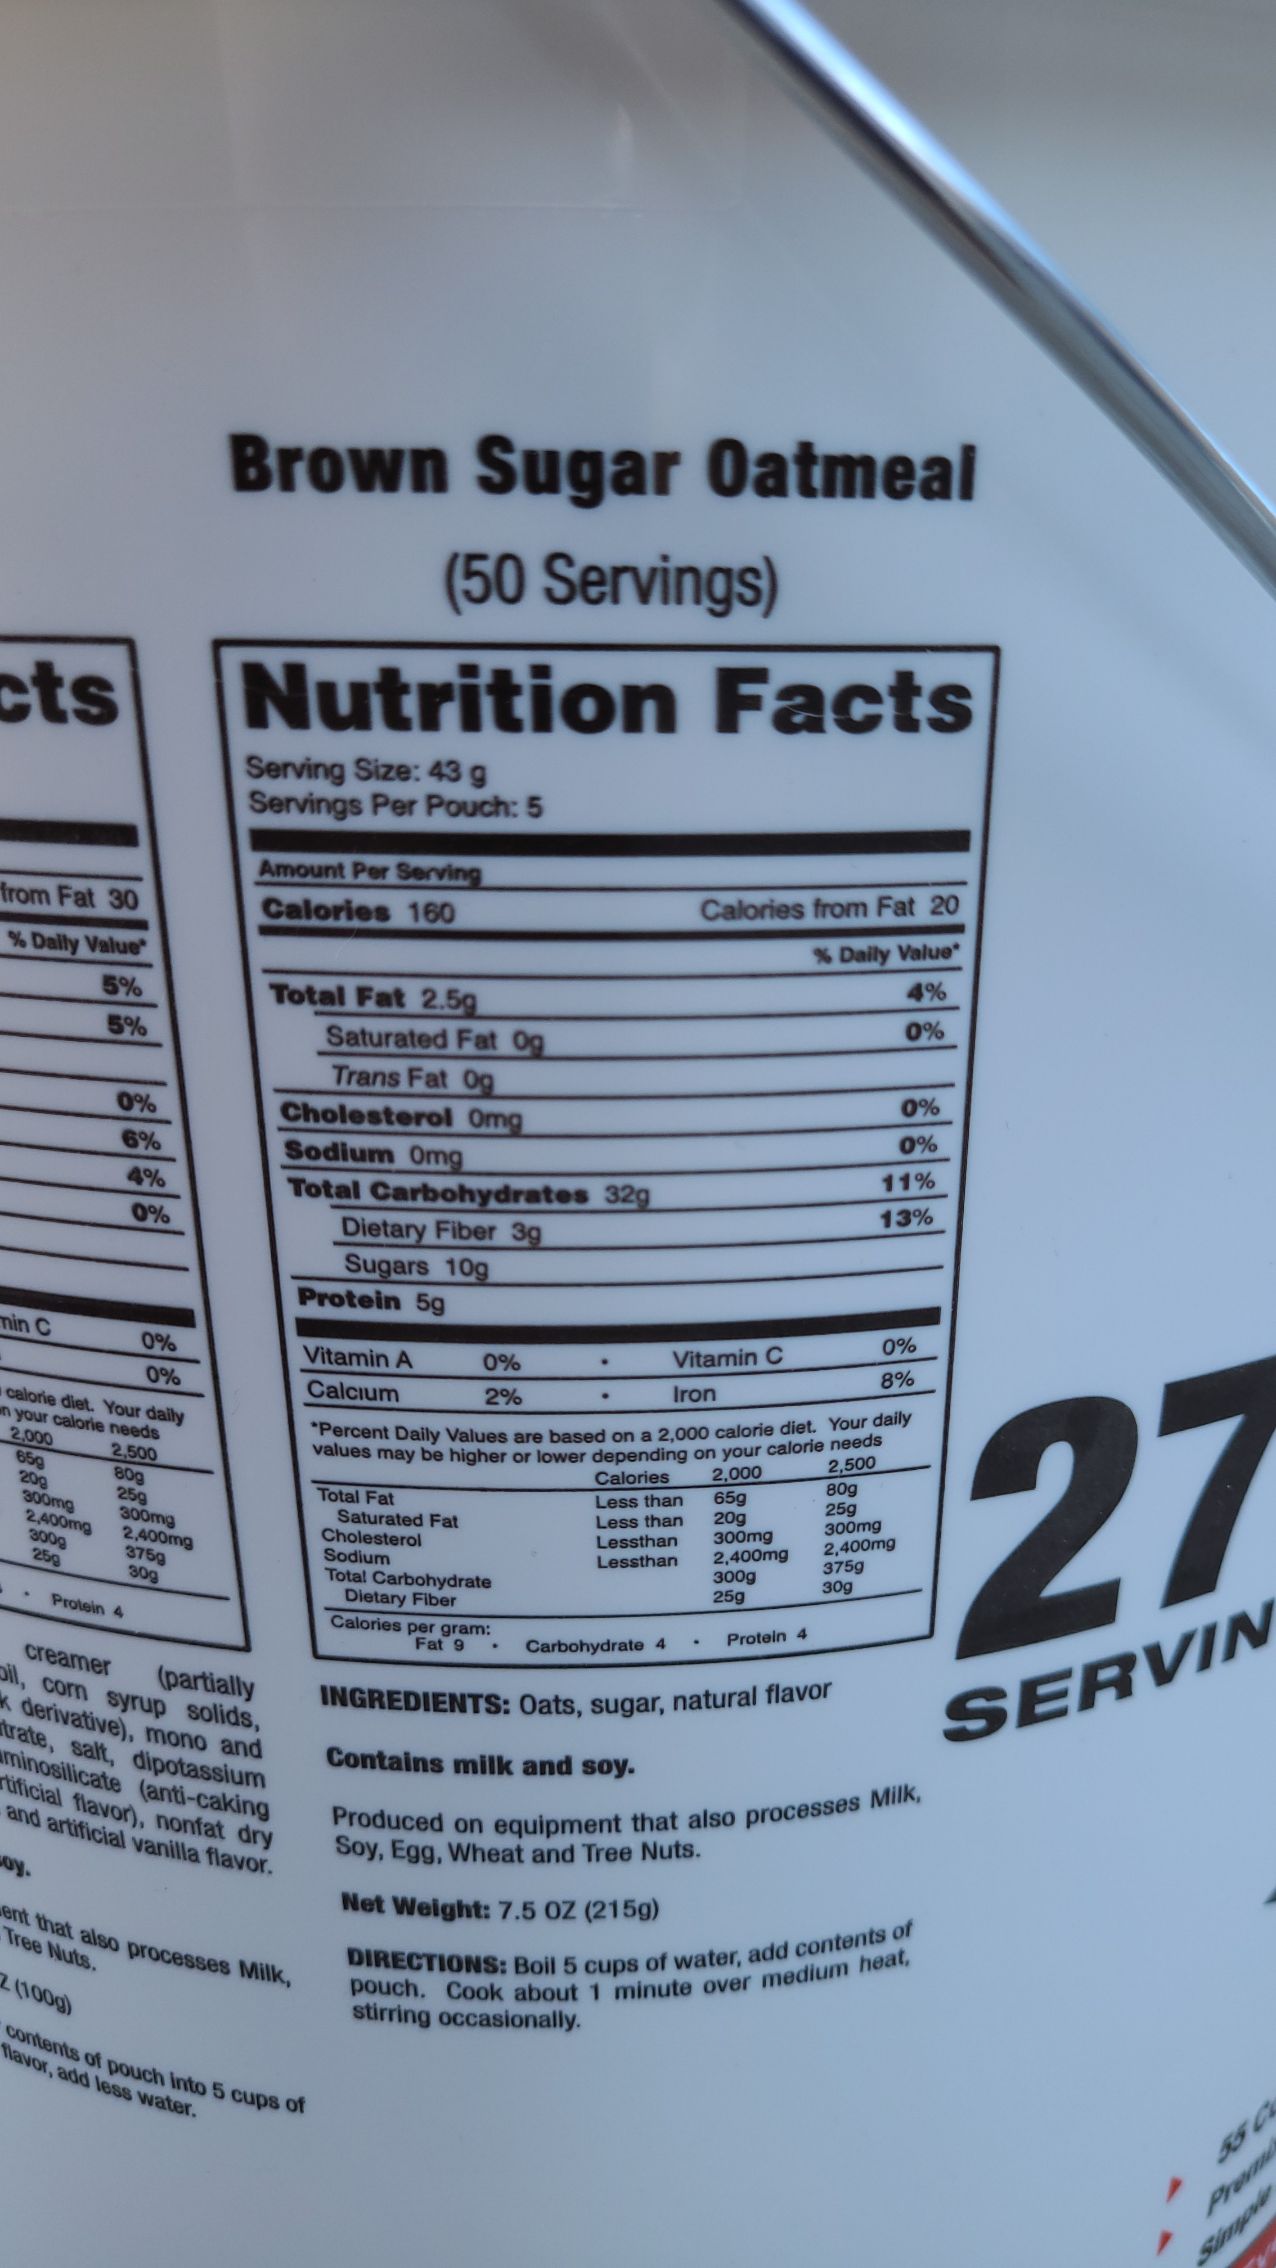 Brown Sugar Oatmeal
(50 Servings)
cts
from Fat 30
% Daily Value*
5%
5%
0%
6%
4%
0%
min C 0%
0%
calorie diet. Your daily
on your calorie needs
2,000 2,500
65g 80g
20g 25g
300mg 300mg
2,400mg 2,400mg
300g 375g
25g 30g
• Protein 4
creamer (partially
oil, corn syrup solids,
k derivative), mono and
trate, salt, dipotassium
minosilicate (anti-caking
rtificial flavor), nonfat dry
and artificial vanilla flavor.
oy.
ent that also processes Milk,
Tree Nuts.
Z (100g)
contents of pouch into 5 cups of
flavor, add less water.
Nutrition Facts
Serving Size: 43 g
Servings Per Pouch: 5
Amount Per Serving
Calories 160 Calories from Fat 20
% Daily Value*
Total Fat 2.5g 4%
Saturated Fat 0g 0%
Trans Fat 0g
Cholesterol 0mg 0%
Sodium 0mg 0%
Total Carbohydrates 32g 11%
Dietary Fiber 3g 13%
Sugars 10g
Protein 5g
Vitamin A 0% • Vitamin C 0%
Calcium 2% • Iron 8%
*Percent Daily Values are based on a 2,000 calorie diet. Your daily
values may be higher or lower depending on your calorie needs
Calories 2,000 2,500
Total Fat Less than 65g 80g
Saturated Fat Less than 20g 25g
Cholesterol Lessthan 300mg 300mg
Sodium Lessthan 2,400mg 2,400mg
Total Carbohydrate 300g 375g
Dietary Fiber 25g 30g
Calories per gram:
Fat 9 • Carbohydrate 4 • Protein 4
INGREDIENTS: Oats, sugar, natural flavor
Contains milk and soy.
Produced on equipment that also processes Milk,
Soy, Egg, Wheat and Tree Nuts.
Net Weight: 7.5 OZ (215g)
DIRECTIONS: Boil 5 cups of water, add contents of
pouch. Cook about 1 minute over medium heat,
stirring occasionally.
27
SERVIN
55
Premi
Simple